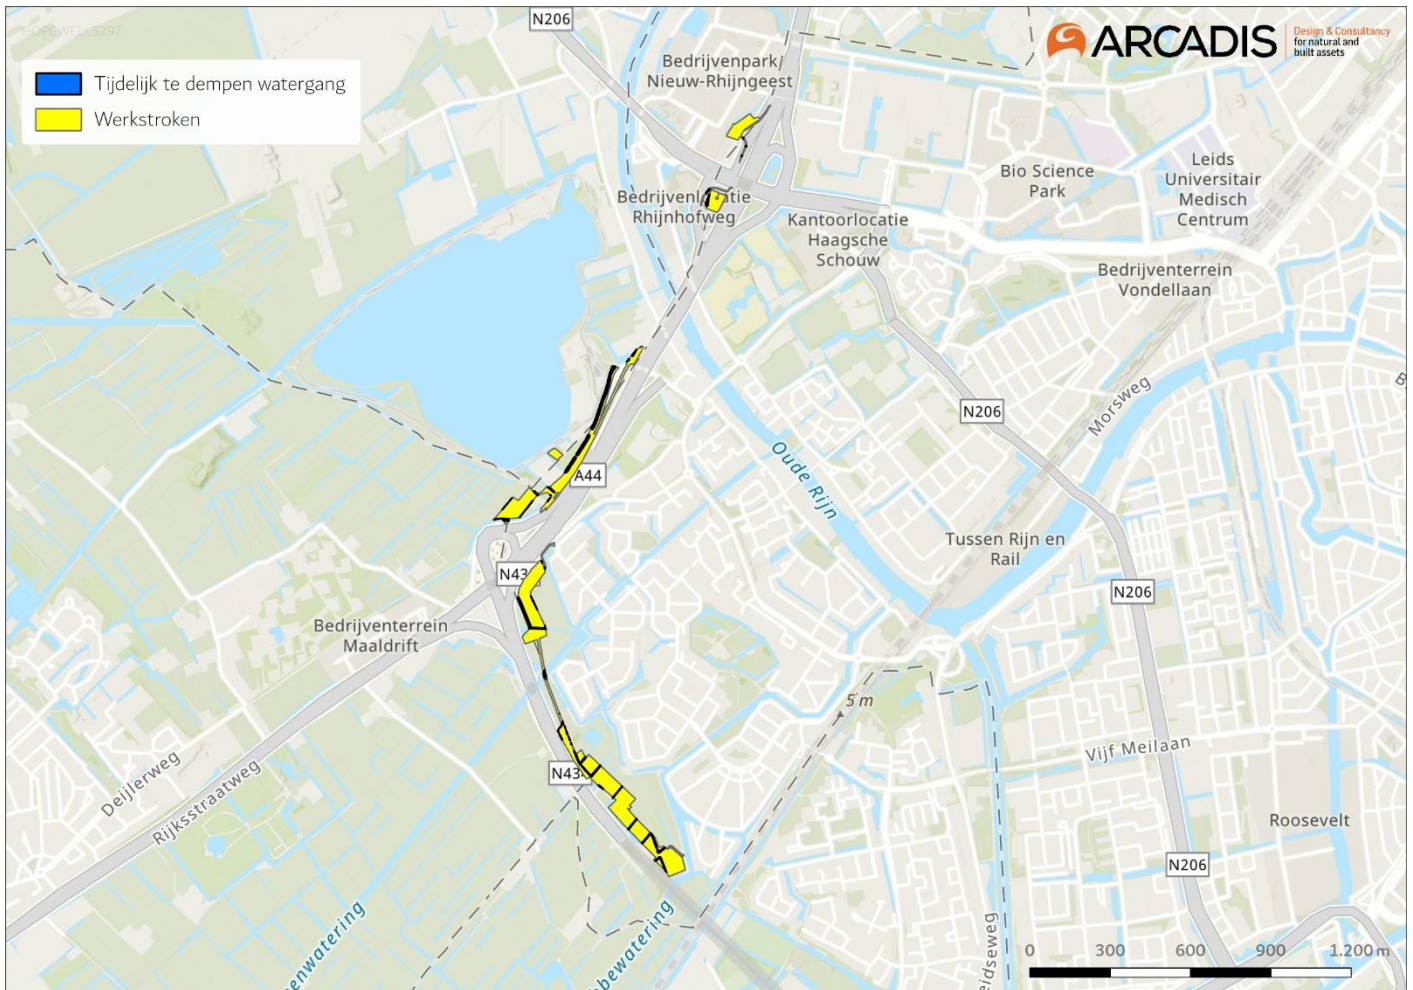 N206
HOPEWELL5297
ARCADIS
Design & Consultancy
for natural and
built assets
Tijdelijk te dempen watergang
Werkstroken
Bedrijvenpark
Nieuw-Rhijngeest
Bio Science
Park
Leids
Universitair
Medisch
Centrum
Rhijnhofweg
Kantoorlocatie
Haagsche
Schouw
Bedrijventerrein
Vondellaan
N206
Morsweg
Oude Rijn
A44
Tussen Rijn en
Rail
N206
Bedrijventerrein
Maaldrift
5 m
Vijf Meilaan
Deijlerweg
Rijksstraatweg
Roosevelt
N206
0 300 600 900 1.200 m